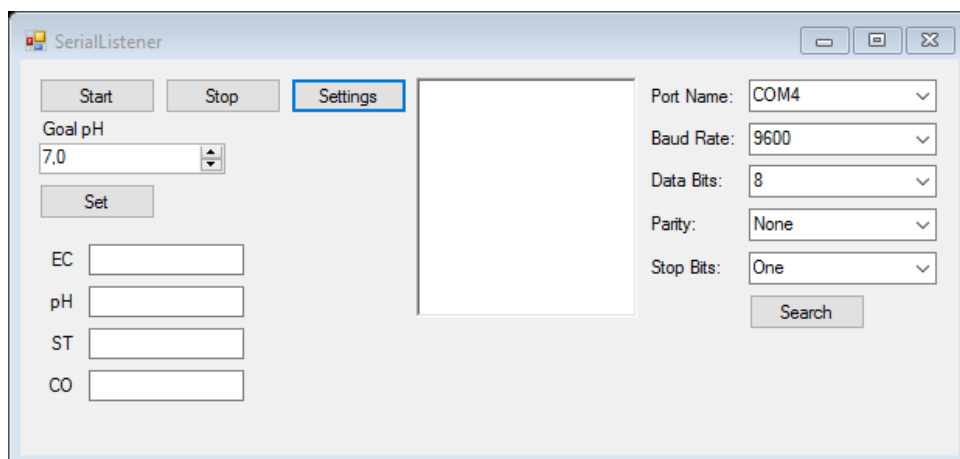 SerialListener
Start Stop Settings
Goal pH
7,0
Set
EC
pH
ST
CO
Port Name: COM4
Baud Rate: 9600
Data Bits: 8
Parity: None
Stop Bits: One
Search